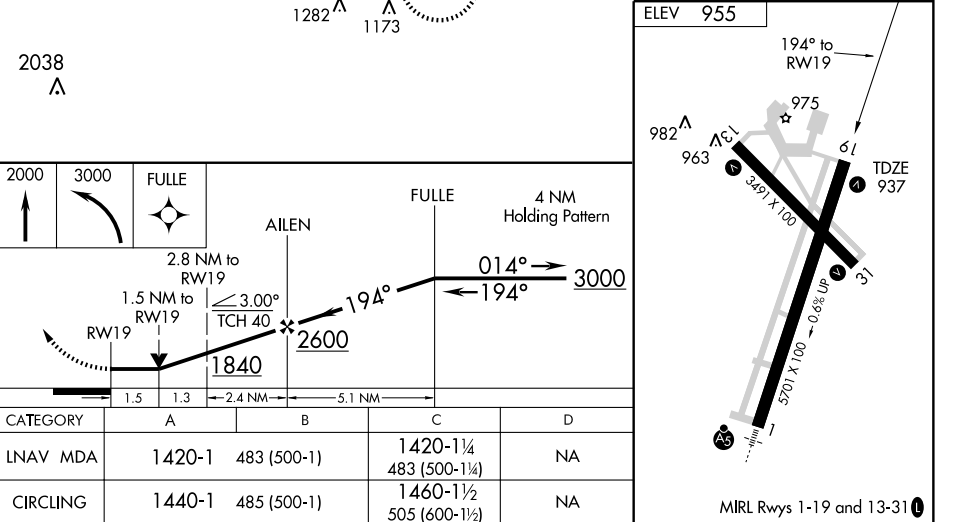 1282
1173
2038
2000
3000
FULLE
FULLE
4 NM
Holding Pattern
AILEN
2.8 NM to
RW19
014°
3000
194°
194°
1.5 NM to
RW19
3.00°
TCH 40
RW19
2600
1840
1.5
1.3
2.4 NM
5.1 NM
CATEGORY A B C D
LNAV MDA 1420-1 483 (500-1) 1420-1¼ NA
483 (500-1¼)
CIRCLING 1440-1 485 (500-1) 1460-1½ NA
505 (600-1½)
ELEV 955
194° to
RW19
975
982
963
13
19
TDZE
937
V
V
3491 X 100
31
V
5701 X 100
0.6% UP
1
A5
MIRL Rwys 1-19 and 13-31 L